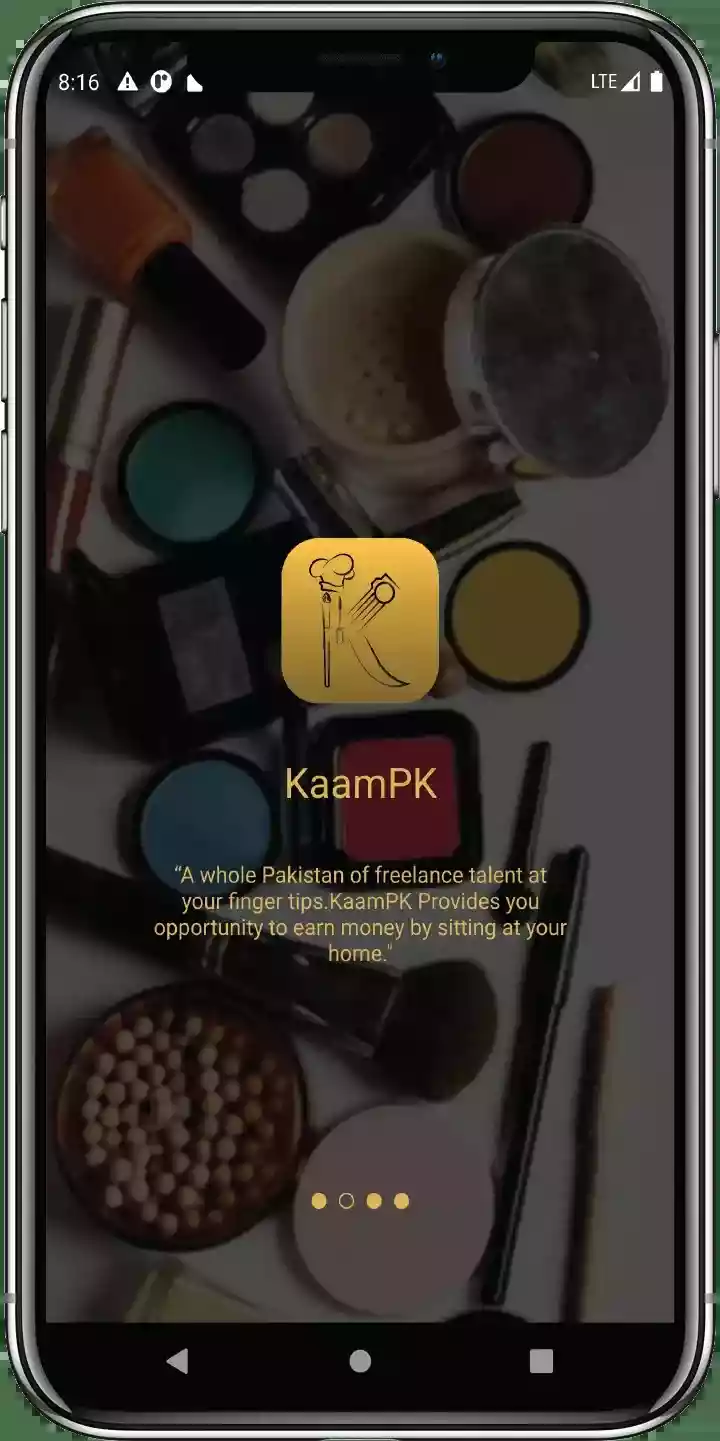 8:16
LTE
KaamPK
“A whole Pakistan of freelance talent at
your finger tips.KaamPK Provides you
opportunity to earn money by sitting at your
home."